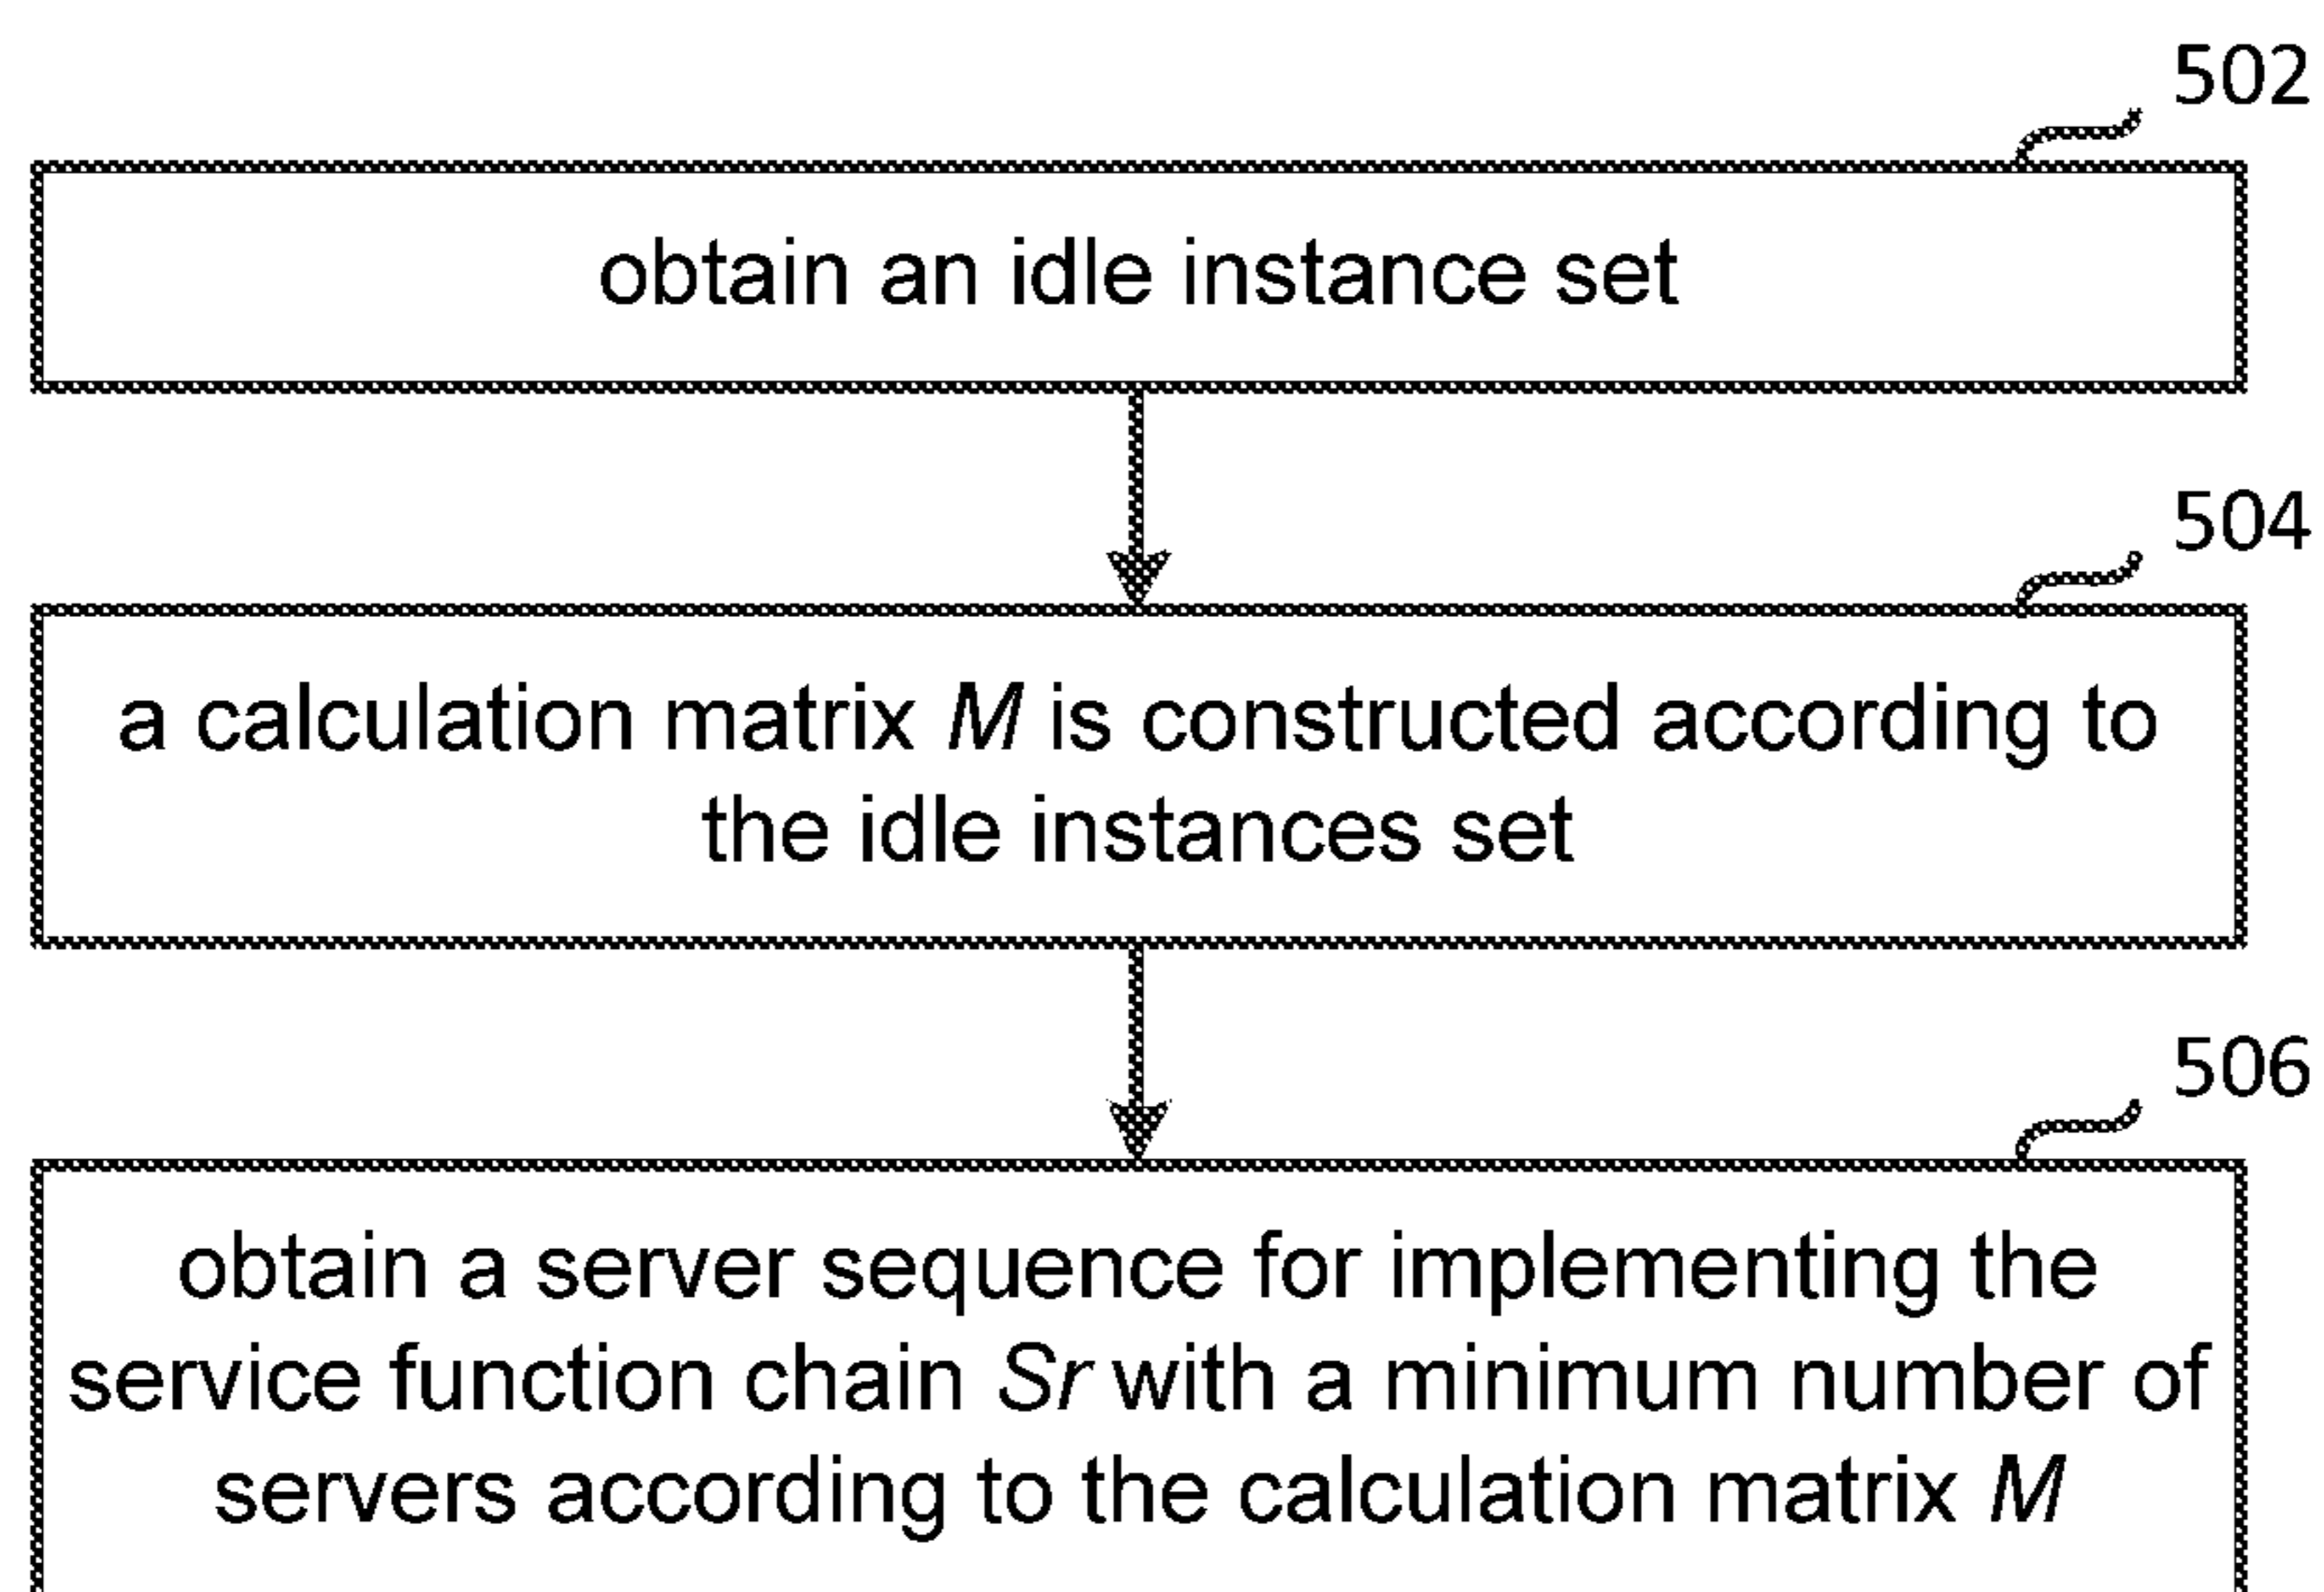 502
obtain an idle instance set
504
a calculation matrix M is constructed according to
the idle instances set
506
obtain a server sequence for implementing the
service function chain Sr with a minimum number of
servers according to the calculation matrix M